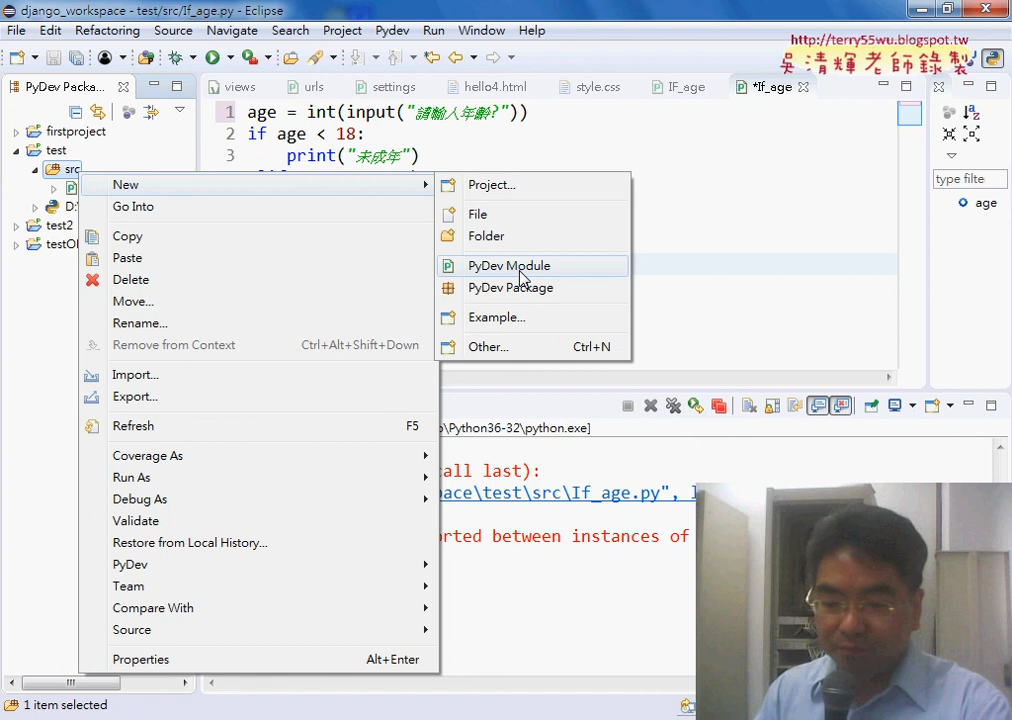 django_workspace - test/src/If_age.py - Eclipse
File Edit Refactoring Source Navigate Search Project Pydev Run Window Help
http://terry55wu.blogspot.tw
吳清輝老師錄製
PyDev Packa...
views
urls
settings
hello4.html
style.css
IF_age
*If_age
firstproject
test
src
D:\
test2
testO
1 age = int(input("請輸入年齡?"))
2 if age < 18:
3 print("未成年")
type filte
age
New
Go Into
Copy
Paste
Delete
Move...
Rename...
Remove from Context Ctrl+Alt+Shift+Down
Import...
Export...
Refresh F5
Coverage As
Run As
Debug As
Validate
Restore from Local History...
PyDev
Team
Compare With
Source
Properties Alt+Enter
Project...
File
Folder
PyDev Module
PyDev Package
Example...
Other... Ctrl+N
\Python36-32\python.exe]
call last):
ace\test\src\If_age.py",
orted between instances of
1 item selected